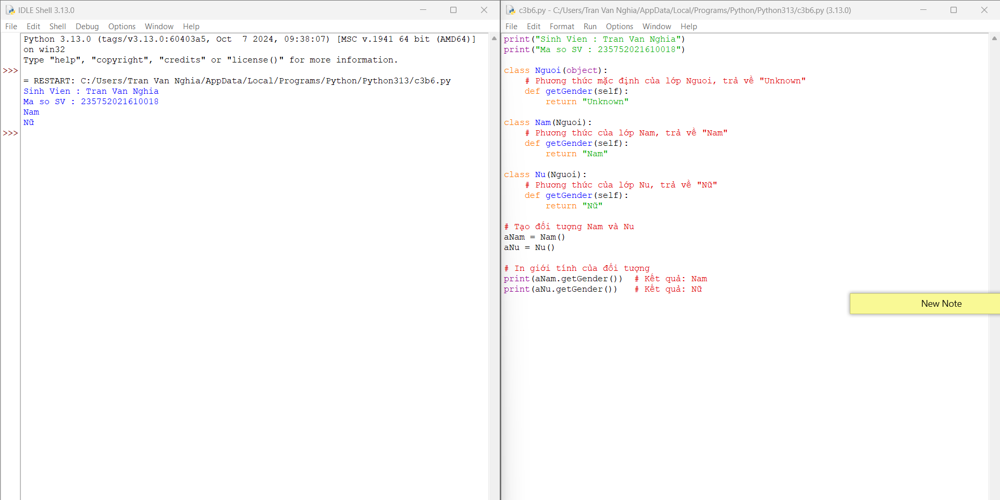 IDLE Shell 3.13.0
File Edit Shell Debug Options Window Help
Python 3.13.0 (tags/v3.13.0:60403a5, Oct  7 2024, 09:38:07) [MSC v.1941 64 bit (AMD64)]
on win32
Type "help", "copyright", "credits" or "license()" for more information.
>>>
= RESTART: C:/Users/Tran Van Nghia/AppData/Local/Programs/Python/Python313/c3b6.py
Sinh Vien : Tran Van Nghia
Ma so SV : 235752021610018
Nam
Nữ
>>>
c3b6.py - C:/Users/Tran Van Nghia/AppData/Local/Programs/Python/Python313/c3b6.py (3.13.0)
File Edit Format Run Options Window Help
print("Sinh Vien : Tran Van Nghia")
print("Ma so SV : 235752021610018")
class Nguoi(object):
    # Phương thức mặc định của lớp Nguoi, trả về "Unknown"
    def getGender(self):
        return "Unknown"
class Nam(Nguoi):
    # Phương thức của lớp Nam, trả về "Nam"
    def getGender(self):
        return "Nam"
class Nu(Nguoi):
    # Phương thức của lớp Nu, trả về "Nữ"
    def getGender(self):
        return "Nữ"
# Tạo đối tượng Nam và Nu
aNam = Nam()
aNu = Nu()
# In giới tính của đối tượng
print(aNam.getGender())  # Kết quả: Nam
print(aNu.getGender())   # Kết quả: Nữ
New Note